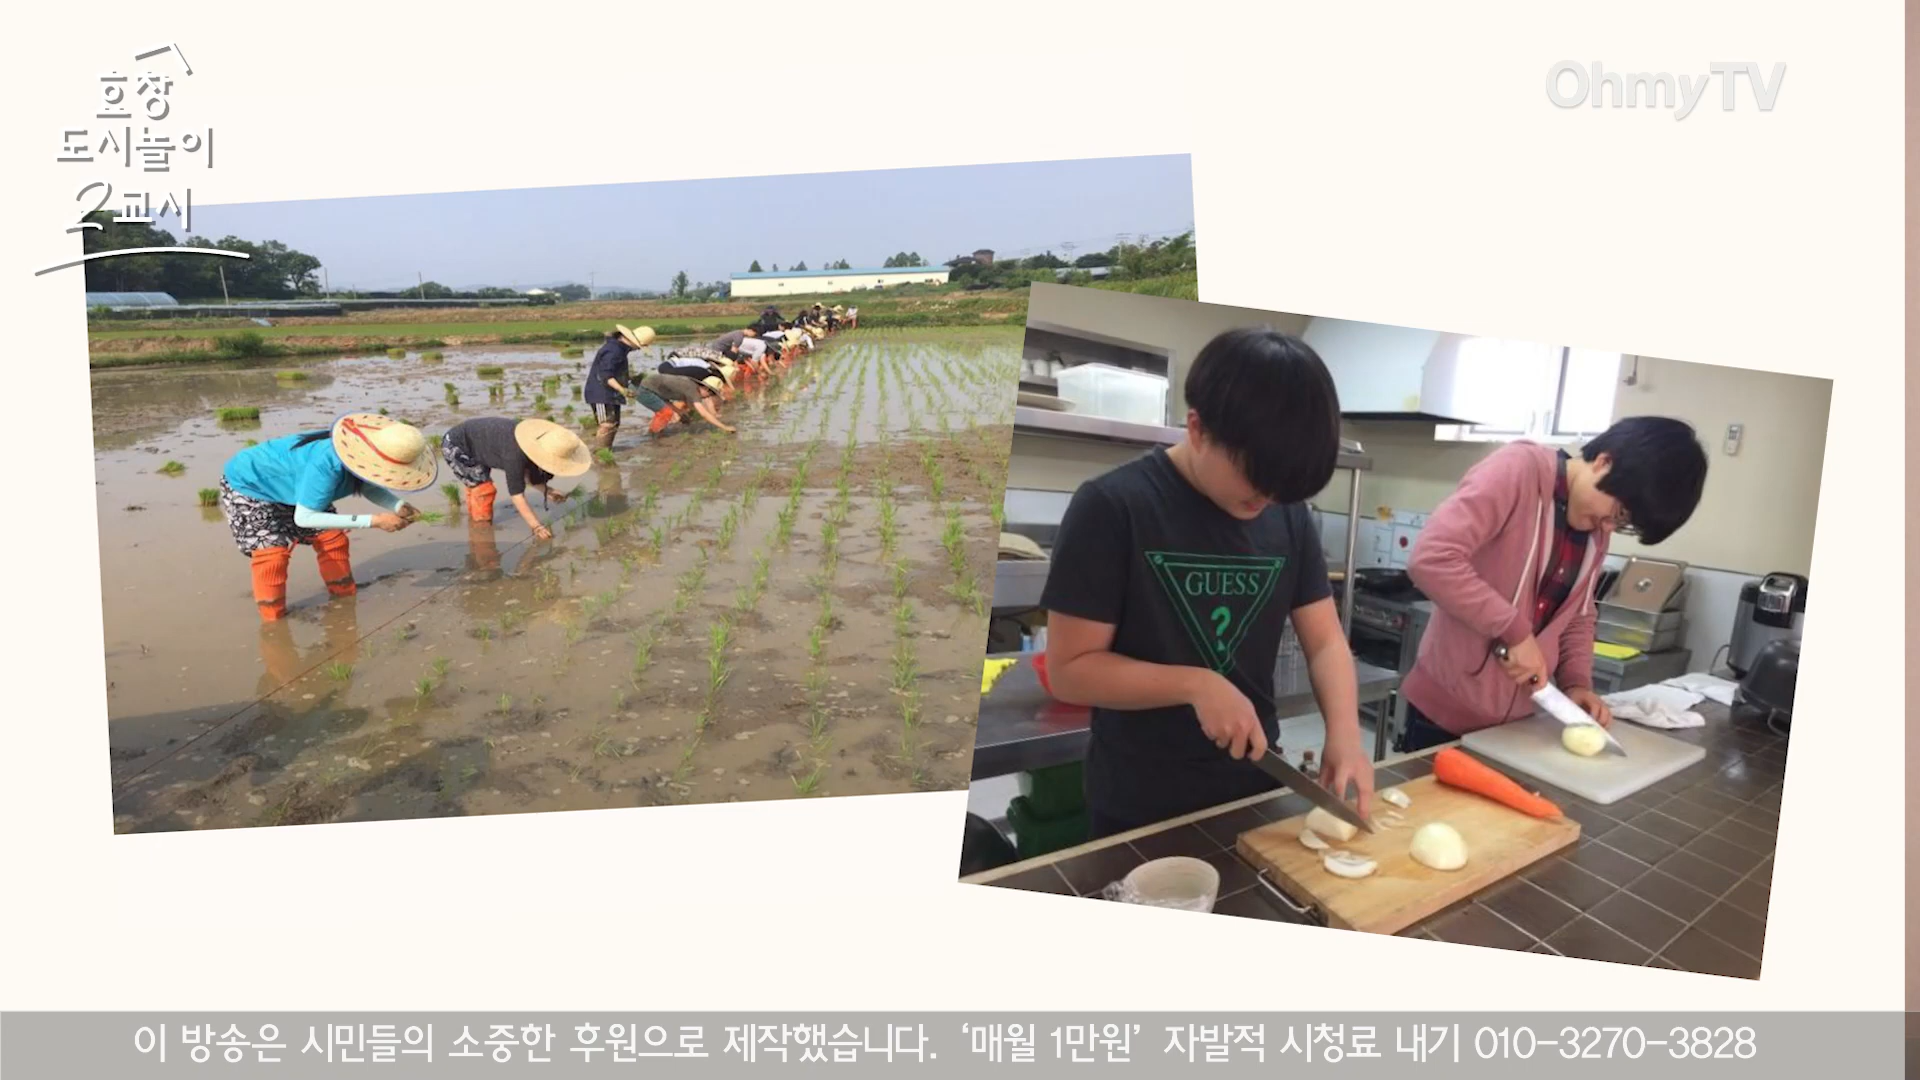 효창
도시놀이
2교시
OhmyTV
GUESS
?
이 방송은 시민들의 소중한 후원으로 제작했습니다. ‘매월 1만원’ 자발적 시청료 내기 010-3270-3828